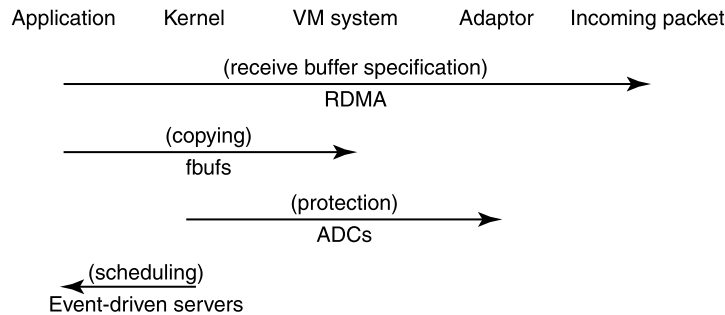 Application Kernel VM system Adaptor Incoming packet
(receive buffer specification)
RDMA
(copying)
fbufs
(protection)
ADCs
(scheduling)
Event-driven servers